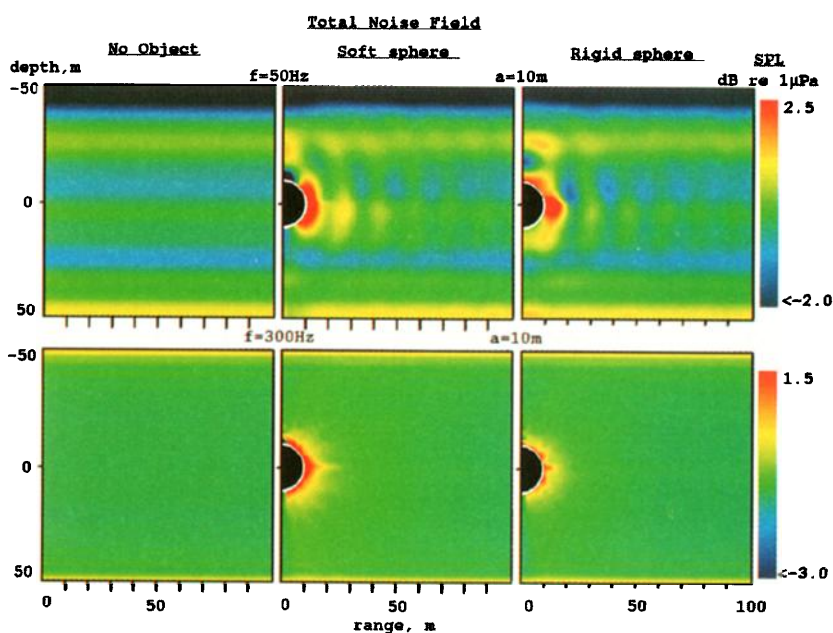 Total Noise Field
No Object
Soft sphere
Rigid sphere
SPL
depth,m
f=50Hz
a=10m
dB re 1µPa
-50
0
50
2.5
<-2.0
f=300Hz
a=10m
-50
0
50
1.5
<-3.0
0 50 0 50 0 50 100
range, m